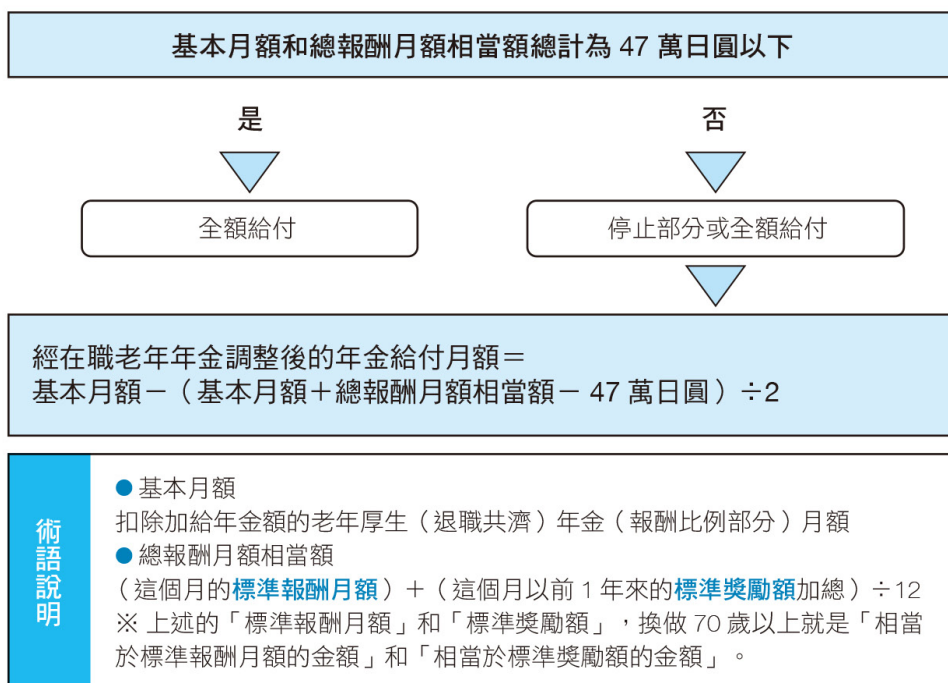 基本月額和總報酬月額相當額總計為 47 萬日圓以下
是
否
全額給付
停止部分或全額給付
經在職老年年金調整後的年金給付月額＝
基本月額－（基本月額＋總報酬月額相當額－ 47 萬日圓）÷2
術語說明
● 基本月額
扣除加給年金額的老年厚生（退職共濟）年金（報酬比例部分）月額
● 總報酬月額相當額
（這個月的標準報酬月額）＋（這個月以前 1 年來的標準獎勵額加總）÷12
※ 上述的「標準報酬月額」和「標準獎勵額」，換做 70 歲以上就是「相當
於標準報酬月額的金額」和「相當於標準獎勵額的金額」。